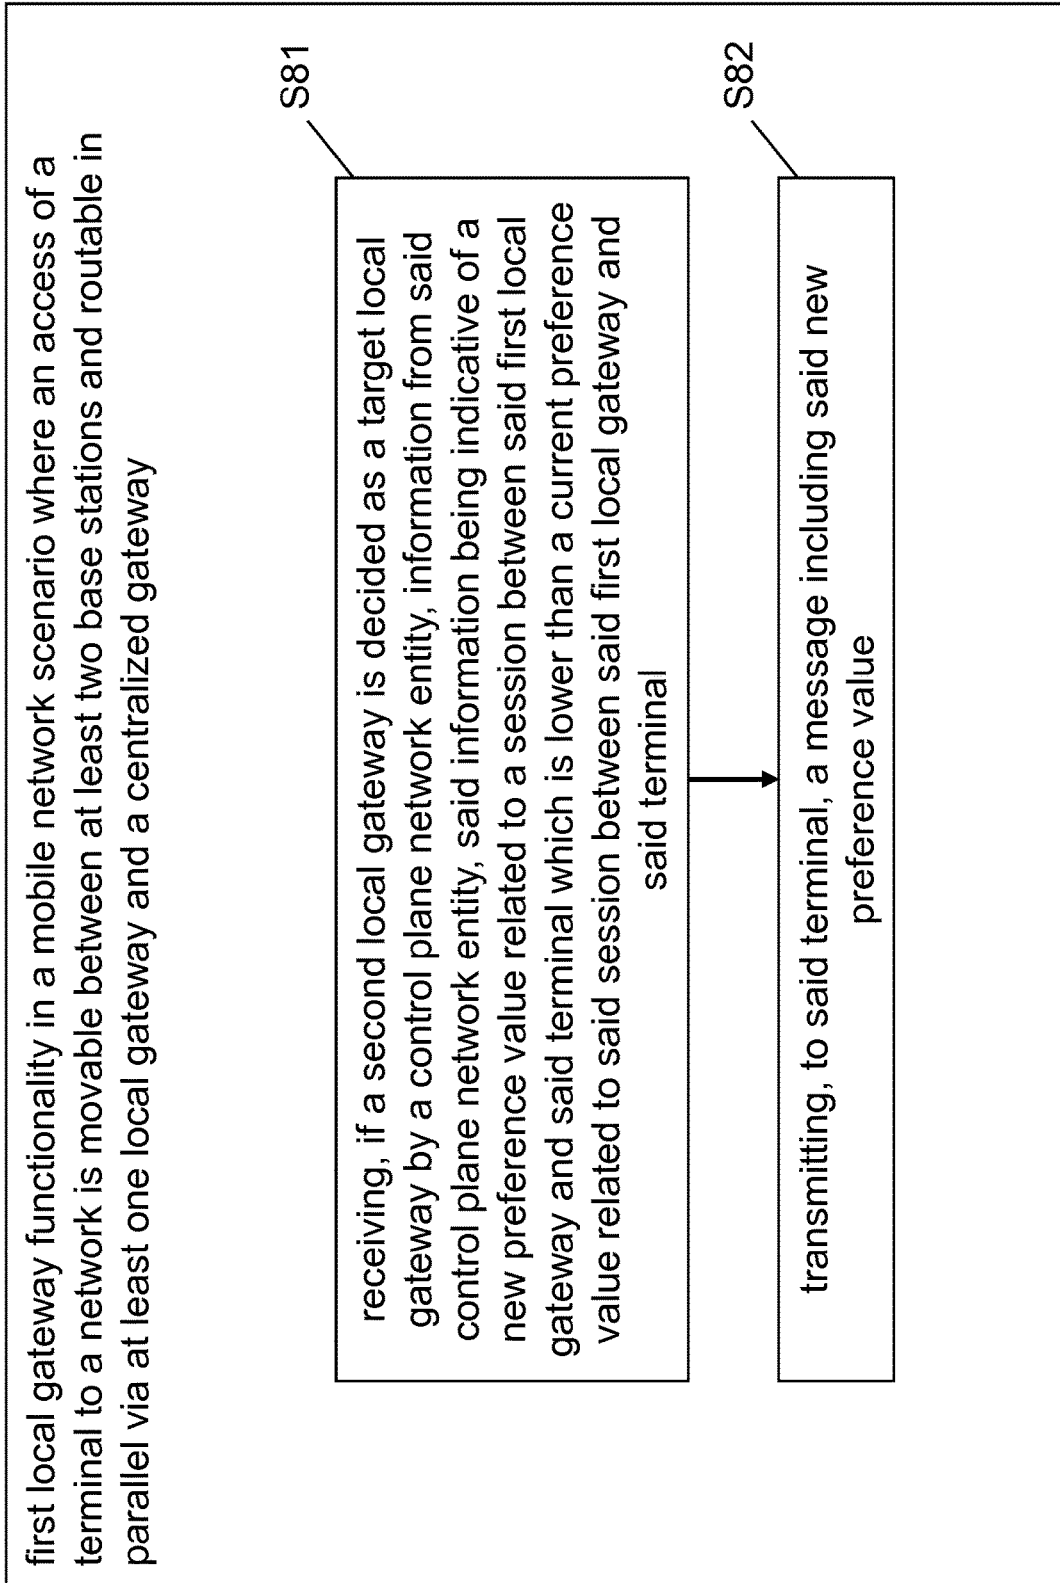 first local gateway functionality in a mobile network scenario where an access of a
terminal to a network is movable between at least two base stations and routable in
parallel via at least one local gateway and a centralized gateway
S81
receiving, if a second local gateway is decided as a target local
gateway by a control plane network entity, information from said
control plane network entity, said information being indicative of a
new preference value related to a session between said first local
gateway and said terminal which is lower than a current preference
value related to said session between said first local gateway and
said terminal
S82
transmitting, to said terminal, a message including said new
preference value